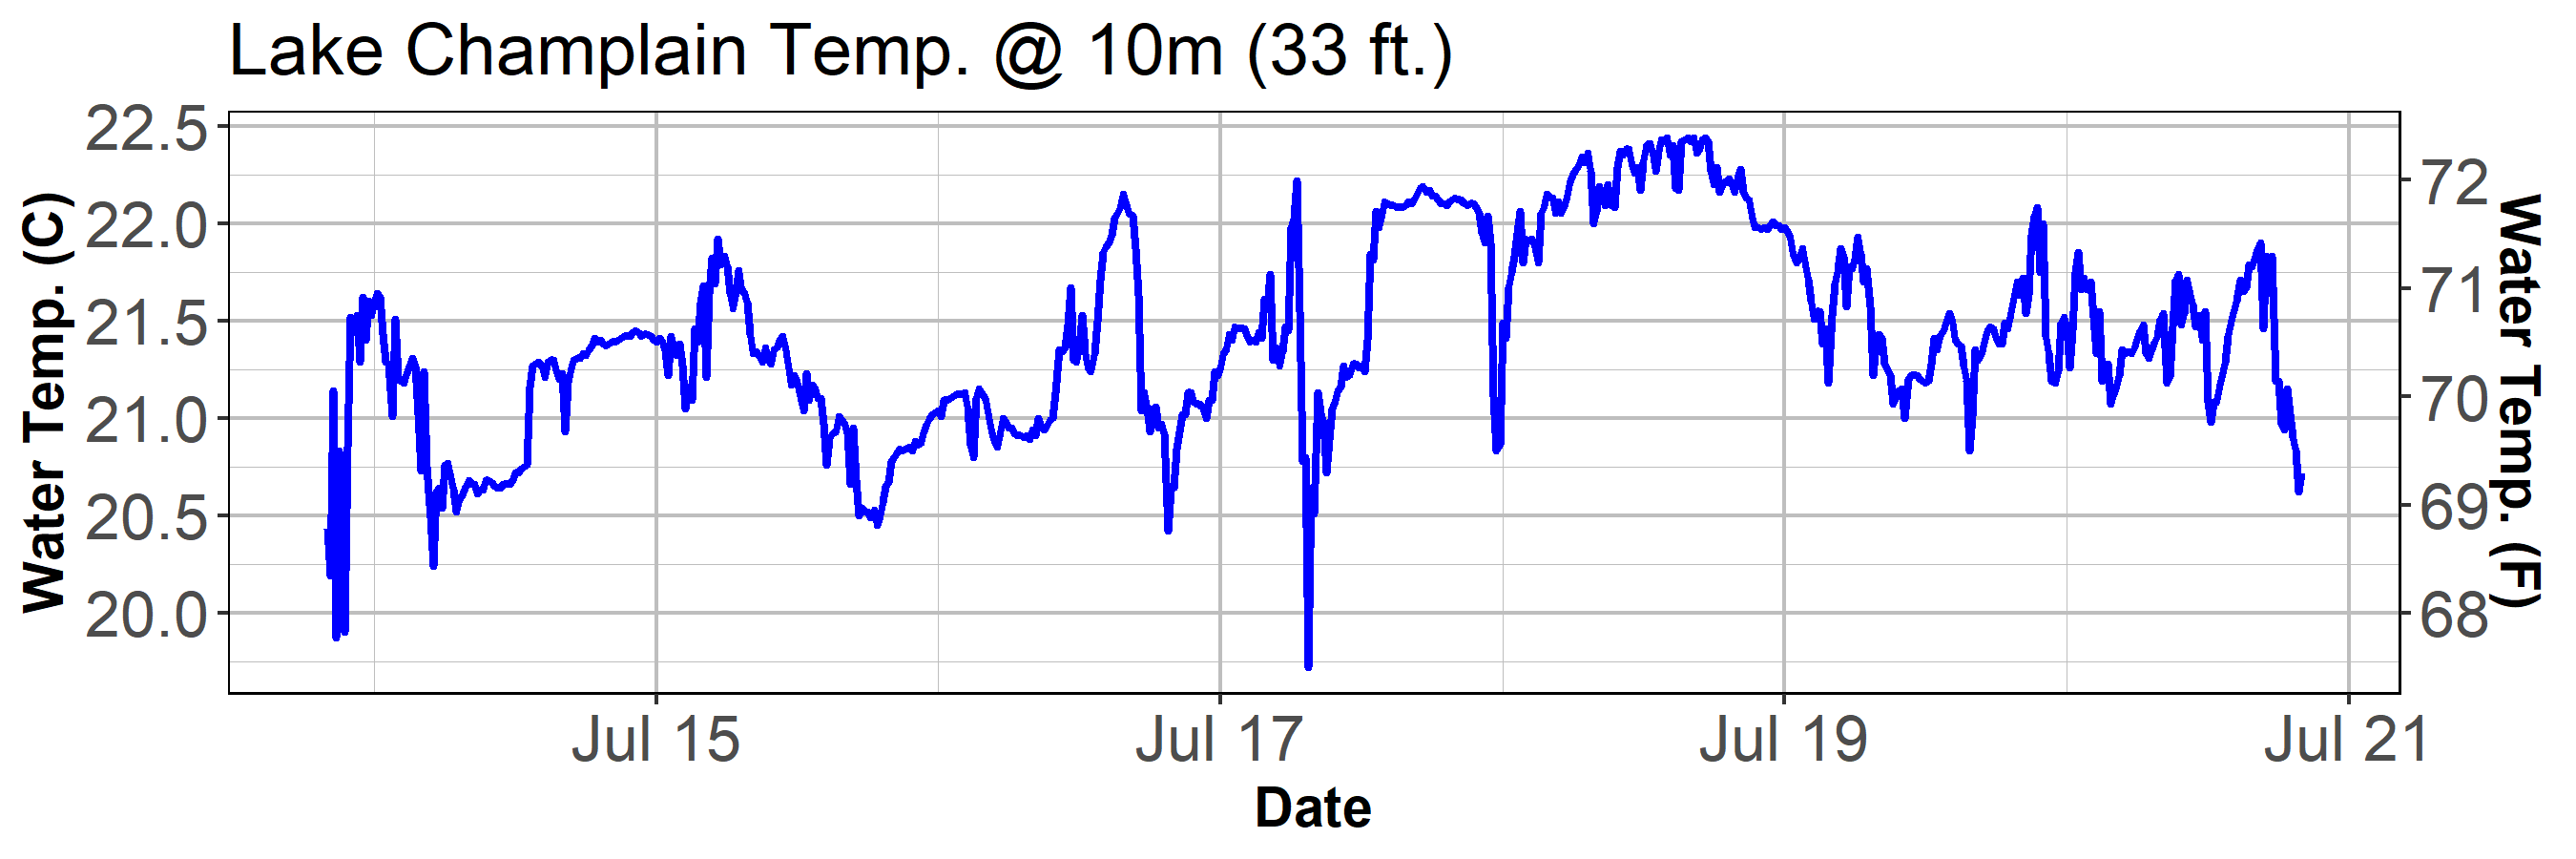 Lake Champlain Temp. @ 10m (33 ft.)
Water Temp. (C)
22.5
22.0
21.5
21.0
20.5
20.0
72
71
70
69
68
Water Temp. (F)
Jul 15
Jul 17
Jul 19
Jul 21
Date